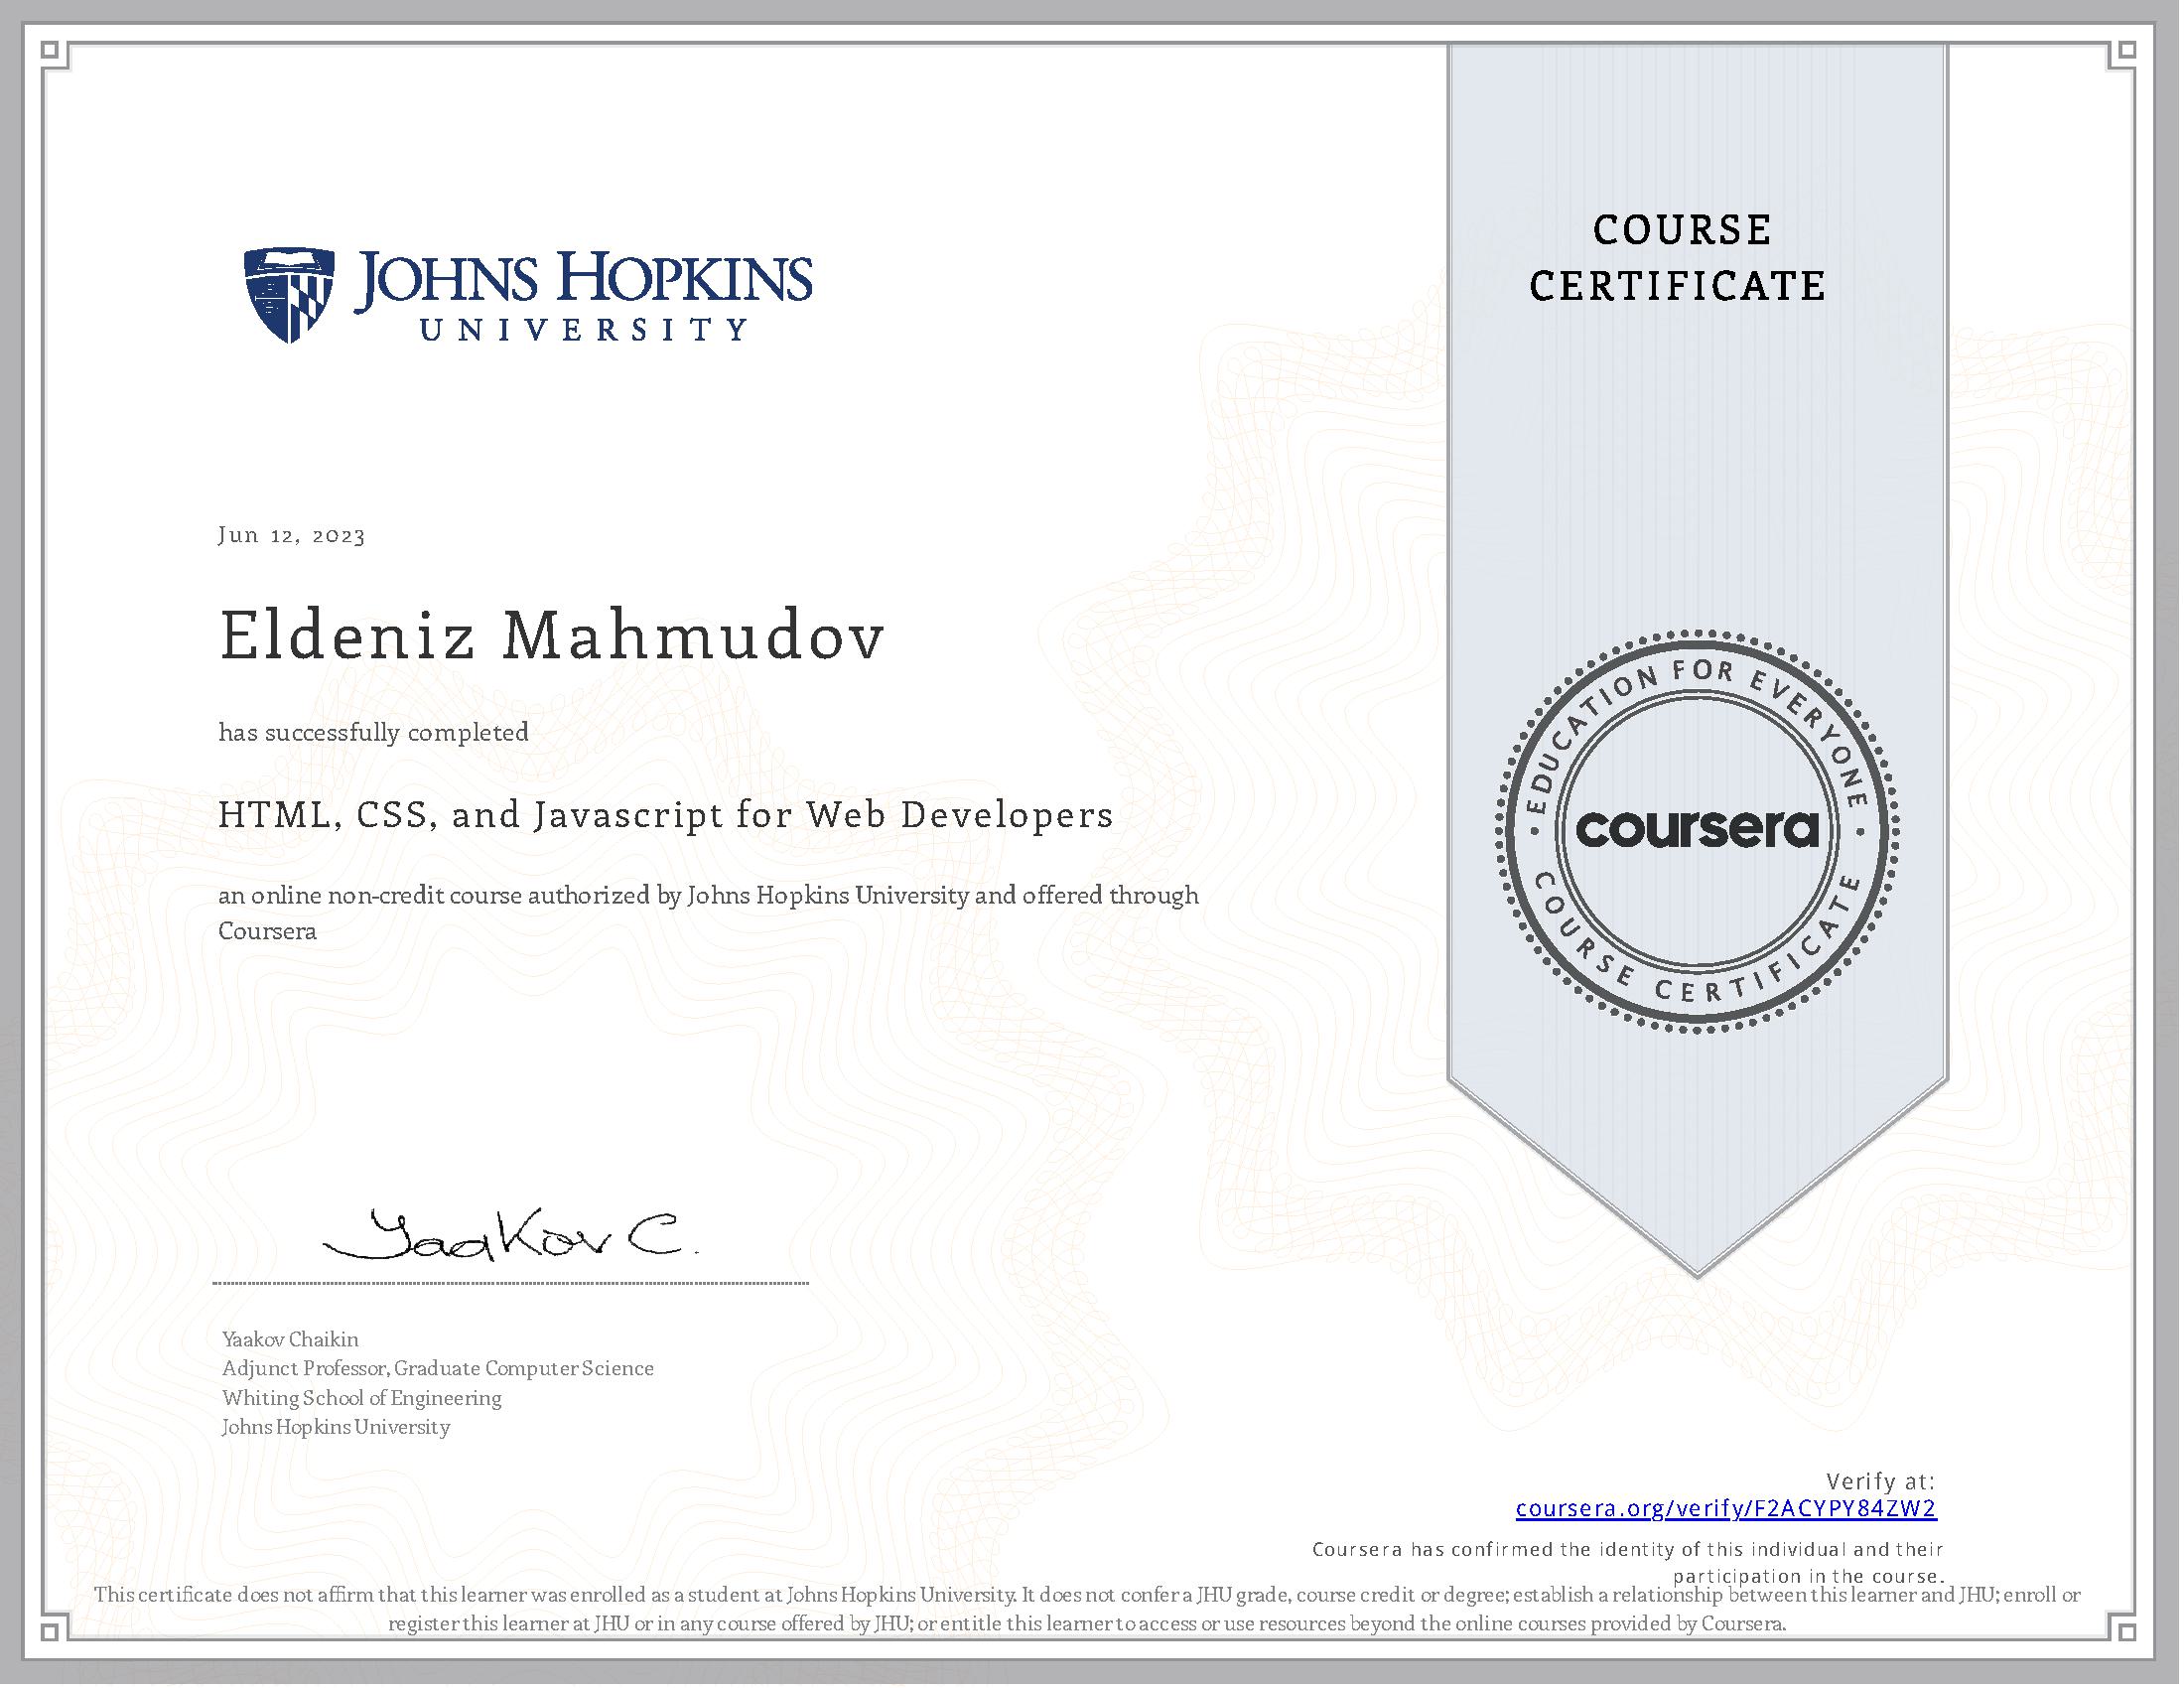 JOHNS HOPKINS
UNIVERSITY
COURSE
CERTIFICATE
Jun 12, 2023
Eldeniz Mahmudov
has successfully completed
HTML, CSS, and Javascript for Web Developers
an online non-credit course authorized by Johns Hopkins University and offered through
Coursera
EDUCATION FOR EVERYONE
coursera
COURSE CERTIFICATE
Yaakov C.
Yaakov Chaikin
Adjunct Professor, Graduate Computer Science
Whiting School of Engineering
Johns Hopkins University
Verify at:
coursera.org/verify/F2ACYPY84ZW2
Coursera has confirmed the identity of this individual and their
participation in the course.
This certificate does not affirm that this learner was enrolled as a student at Johns Hopkins University. It does not confer a JHU grade, course credit or degree; establish a relationship between this learner and JHU; enroll or
register this learner at JHU or in any course offered by JHU; or entitle this learner to access or use resources beyond the online courses provided by Coursera.